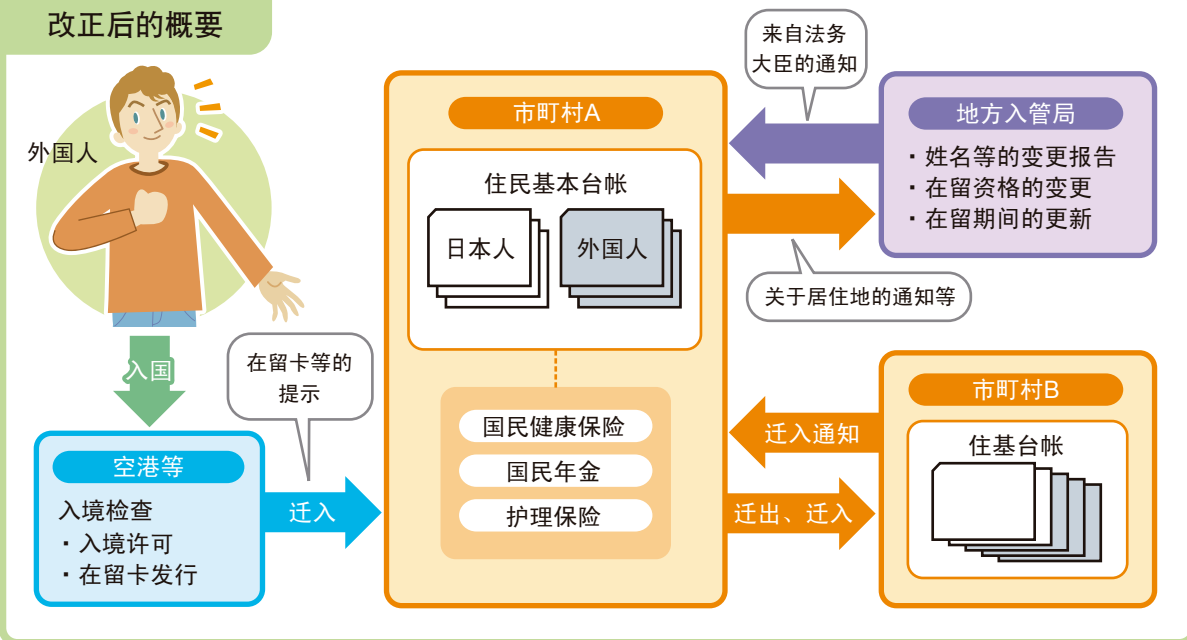 改正后的概要
外国人
入国
空港等
入境检查
・入境许可
・在留卡发行
在留卡等的
提示
迁入
市町村A
住民基本台帐
日本人
外国人
国民健康保险
国民年金
护理保险
来自法务
大臣的通知
地方入管局
・姓名等的变更报告
・在留资格的变更
・在留期间的更新
关于居住地的通知等
迁入通知
迁出、迁入
市町村B
住基台帐